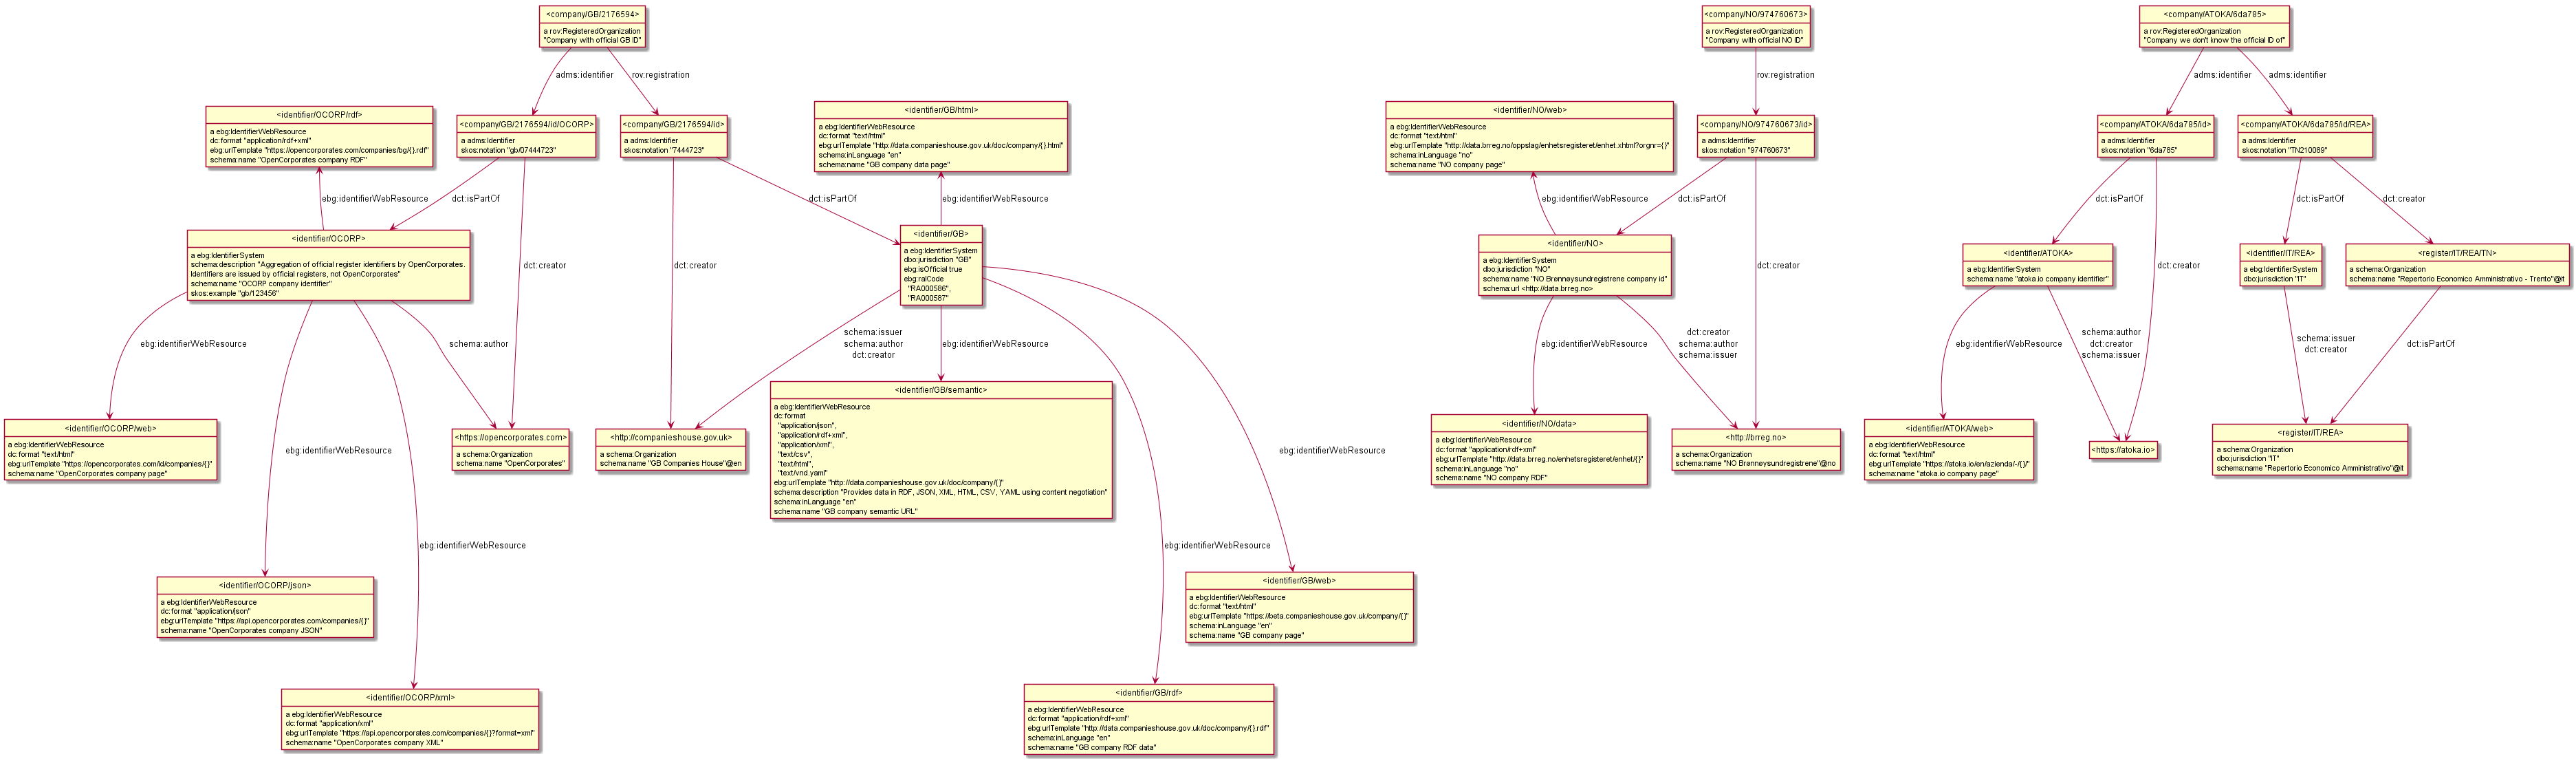 <company/GB/2176594>
a rov:RegisteredOrganization
"Company with official GB ID"
<company/NO/974760673>
a rov:RegisteredOrganization
"Company with official NO ID"
<company/ATOKA/6da785>
a rov:RegisteredOrganization
"Company we don't know the official ID of"
adms:identifier
rov:registration
rov:registration
adms:identifier
adms:identifier
<identifier/OCORP/rdf>
a ebg:IdentifierWebResource
dc:format "application/rdf+xml"
ebg:urlTemplate "https://opencorporates.com/companies/bg/{}.rdf"
schema:name "OpenCorporates company RDF"
<company/GB/2176594/id/OCORP>
a adms:Identifier
skos:notation "gb/07444723"
<company/GB/2176594/id>
a adms:Identifier
skos:notation "7444723"
<identifier/GB/html>
a ebg:IdentifierWebResource
dc:format "text/html"
ebg:urlTemplate "http://data.companieshouse.gov.uk/doc/company/{}.html"
schema:inLanguage "en"
schema:name "GB company data page"
<identifier/NO/web>
a ebg:IdentifierWebResource
dc:format "text/html"
ebg:urlTemplate "http://data.brreg.no/oppslag/enhetsregisteret/enhet.xhtml?orgnr={}"
schema:inLanguage "no"
schema:name "NO company page"
<company/NO/974760673/id>
a adms:Identifier
skos:notation "974760673"
<company/ATOKA/6da785/id>
a adms:Identifier
skos:notation "6da785"
<company/ATOKA/6da785/id/REA>
a adms:Identifier
skos:notation "TN210089"
ebg:identifierWebResource
dct:isPartOf
dct:isPartOf
ebg:identifierWebResource
ebg:identifierWebResource
dct:isPartOf
dct:isPartOf
dct:isPartOf
dct:creator
<identifier/OCORP>
a ebg:IdentifierSystem
schema:description "Aggregation of official register identifiers by OpenCorporates.
Identifiers are issued by official registers, not OpenCorporates"
schema:name "OCORP company identifier"
skos:example "gb/123456"
dct:creator
dct:creator
<identifier/GB>
a ebg:IdentifierSystem
dbo:jurisdiction "GB"
ebg:isOfficial true
ebg:ralCode
"RA000586",
"RA000587"
<identifier/NO>
a ebg:IdentifierSystem
dbo:jurisdiction "NO"
schema:name "NO Brenneysundregistrene company id"
schema:url <http://data.brreg.no>
dct:creator
<identifier/ATOKA>
a ebg:IdentifierSystem
schema:name "atoka.io company identifier"
dct:creator
<identifier/IT/REA>
a ebg:IdentifierSystem
dbo:jurisdiction "IT"
<register/IT/REA/TN>
a schema:Organization
schema:name "Repertorio Economico Amministrativo - Trento"@it
ebg:identifierWebResource
schema:author
schema:issuer
schema:author
dct:creator
ebg:identifierWebResource
ebg:identifierWebResource
dct:creator
schema:author
schema:issuer
ebg:identifierWebResource
schema:author
dct:creator
schema:issuer
schema:issuer
dct:creator
dct:isPartOf
<identifier/OCORP/web>
a ebg:IdentifierWebResource
dc:format "text/html"
ebg:urlTemplate "https://opencorporates.com/id/companies/{}"
schema:name "OpenCorporates company page"
ebg:identifierWebResource
<https://opencorporates.com>
a schema:Organization
schema:name "OpenCorporates"
<http://companieshouse.gov.uk>
a schema:Organization
schema:name "GB Companies House"@en
<identifier/GB/semantic>
a ebg:IdentifierWebResource
dc:format
"application/json",
"application/rdf+xml",
"application/xml",
"text/csv",
"text/html",
"text/vnd.yaml"
ebg:urlTemplate "http://data.companieshouse.gov.uk/doc/company/{}"
schema:description "Provides data in RDF, JSON, XML, HTML, CSV, YAML using content negotiation"
schema:inLanguage "en"
schema:name "GB company semantic URL"
ebg:identifierWebResource
<identifier/NO/data>
a ebg:IdentifierWebResource
dc:format "application/rdf+xml"
ebg:urlTemplate "http://data.brreg.no/enhetsregisteret/enhet/{}"
schema:inLanguage "no"
schema:name "NO company RDF"
<http://brreg.no>
a schema:Organization
schema:name "NO Brenneysundregistrene"@no
<identifier/ATOKA/web>
a ebg:IdentifierWebResource
dc:format "text/html"
ebg:urlTemplate "https://atoka.io/en/azienda/-/{}/"
schema:name "atoka.io company page"
<https://atoka.io>
<register/IT/REA>
a schema:Organization
dbo:jurisdiction "IT"
schema:name "Repertorio Economico Amministrativo"@it
ebg:identifierWebResource
ebg:identifierWebResource
<identifier/OCORP/json>
a ebg:IdentifierWebResource
dc:format "application/json"
ebg:urlTemplate "https://api.opencorporates.com/companies/{}"
schema:name "OpenCorporates company JSON"
<identifier/GB/web>
a ebg:IdentifierWebResource
dc:format "text/html"
ebg:urlTemplate "https://beta.companieshouse.gov.uk/company/{}"
schema:inLanguage "en"
schema:name "GB company page"
<identifier/OCORP/xml>
a ebg:IdentifierWebResource
dc:format "application/xml"
ebg:urlTemplate "https://api.opencorporates.com/companies/{}?format=xml"
schema:name "OpenCorporates company XML"
<identifier/GB/rdf>
a ebg:IdentifierWebResource
dc:format "application/rdf+xml"
ebg:urlTemplate "http://data.companieshouse.gov.uk/doc/company/{}.rdf"
schema:inLanguage "en"
schema:name "GB company RDF data"